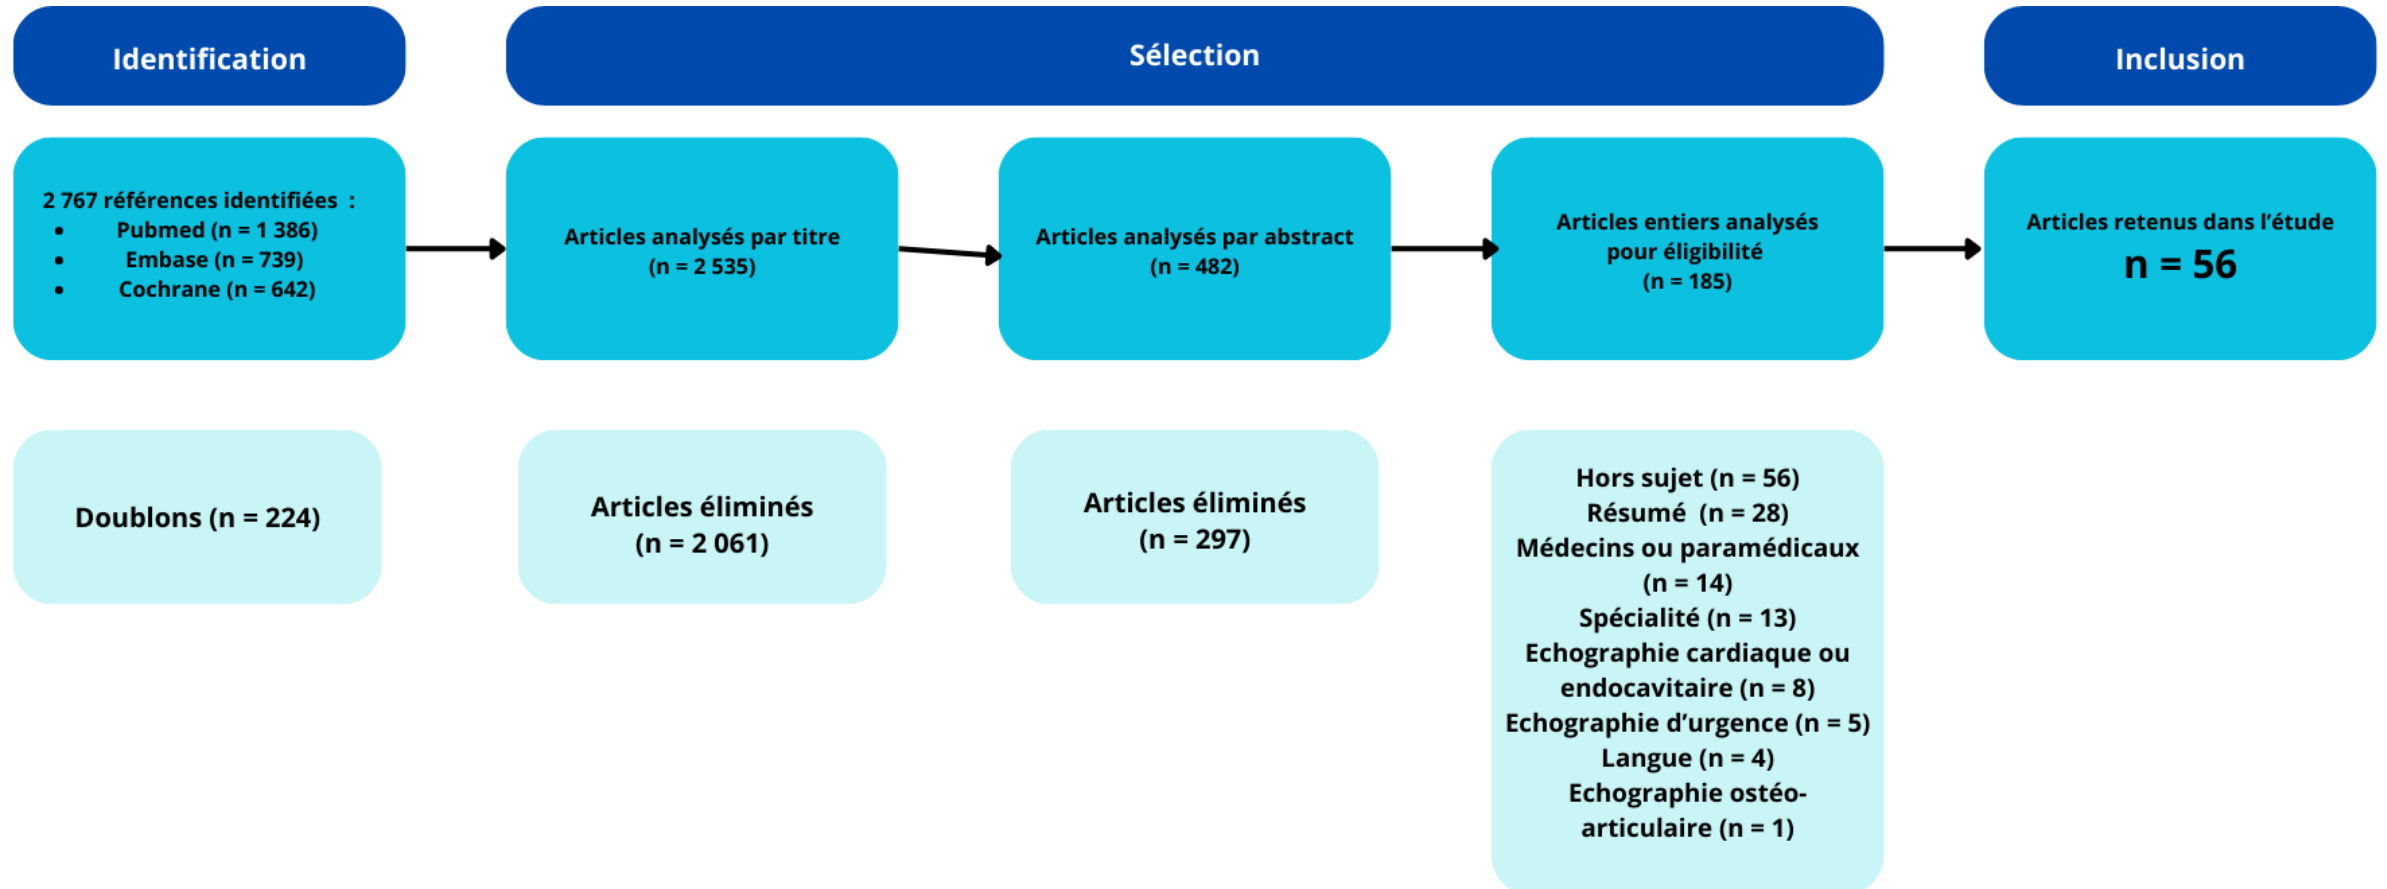 Identification
Sélection
Inclusion
2 767 références identifiées :
• Pubmed (n = 1 386)
• Embase (n = 739)
• Cochrane (n = 642)
Articles analysés par titre
(n = 2 535)
Articles analysés par abstract
(n = 482)
Articles entiers analysés
pour éligibilité
(n = 185)
Articles retenus dans l’étude
n = 56
Doublons (n = 224)
Articles éliminés
(n = 2 061)
Articles éliminés
(n = 297)
Hors sujet (n = 56)
Résumé (n = 28)
Médecins ou paramédicaux
(n = 14)
Spécialité (n = 13)
Echographie cardiaque ou
endocavitaire (n = 8)
Echographie d’urgence (n = 5)
Langue (n = 4)
Echographie ostéo-
articulaire (n = 1)